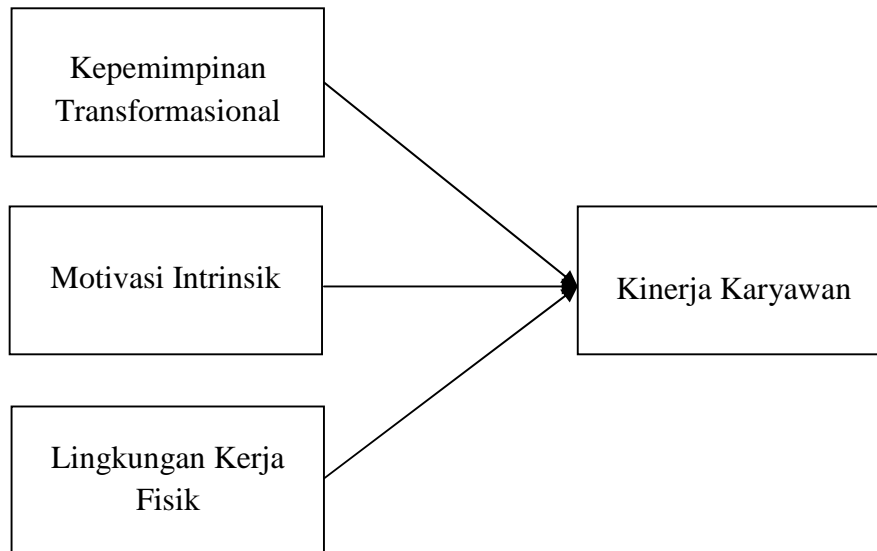 Kepemimpinan
Transformasional
Motivasi Intrinsik
Kinerja Karyawan
Lingkungan Kerja
Fisik